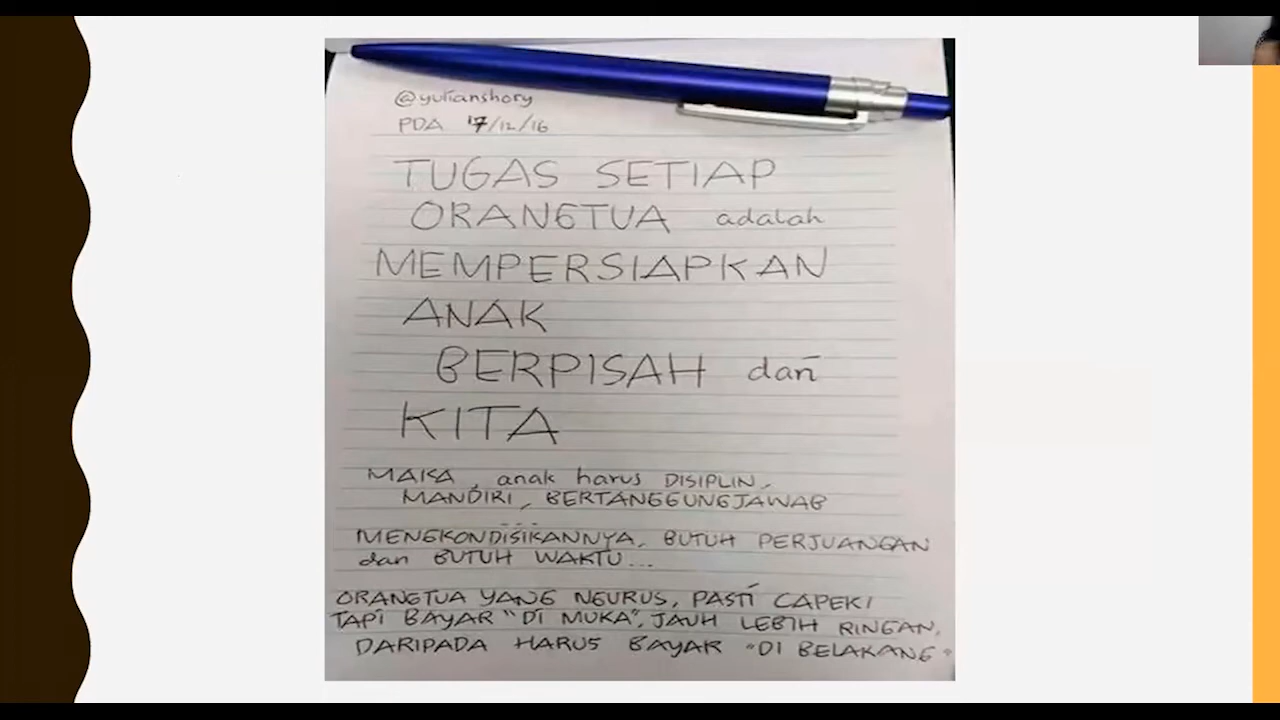 @yulianshory
PDA 17/12/16
TUGAS SETIAP
ORANGTUA adalah
MEMPERSIAPKAN
ANAK
BERPISAH dari
KITA
MAKA, anak harus DISIPLIN,
MANDIRI, BERTANGGUNGJAWAB
...
MENGKONDISIKANNYA, BUTUH PERJUANGAN
dan BUTUH WAKTU...
ORANGTUA YANG NGURUS, PASTI CAPEK!
TAPI BAYAR "DI MUKA", JAUH LEBIH RINGAN,
DARIPADA HARUS BAYAR "DI BELAKANG"